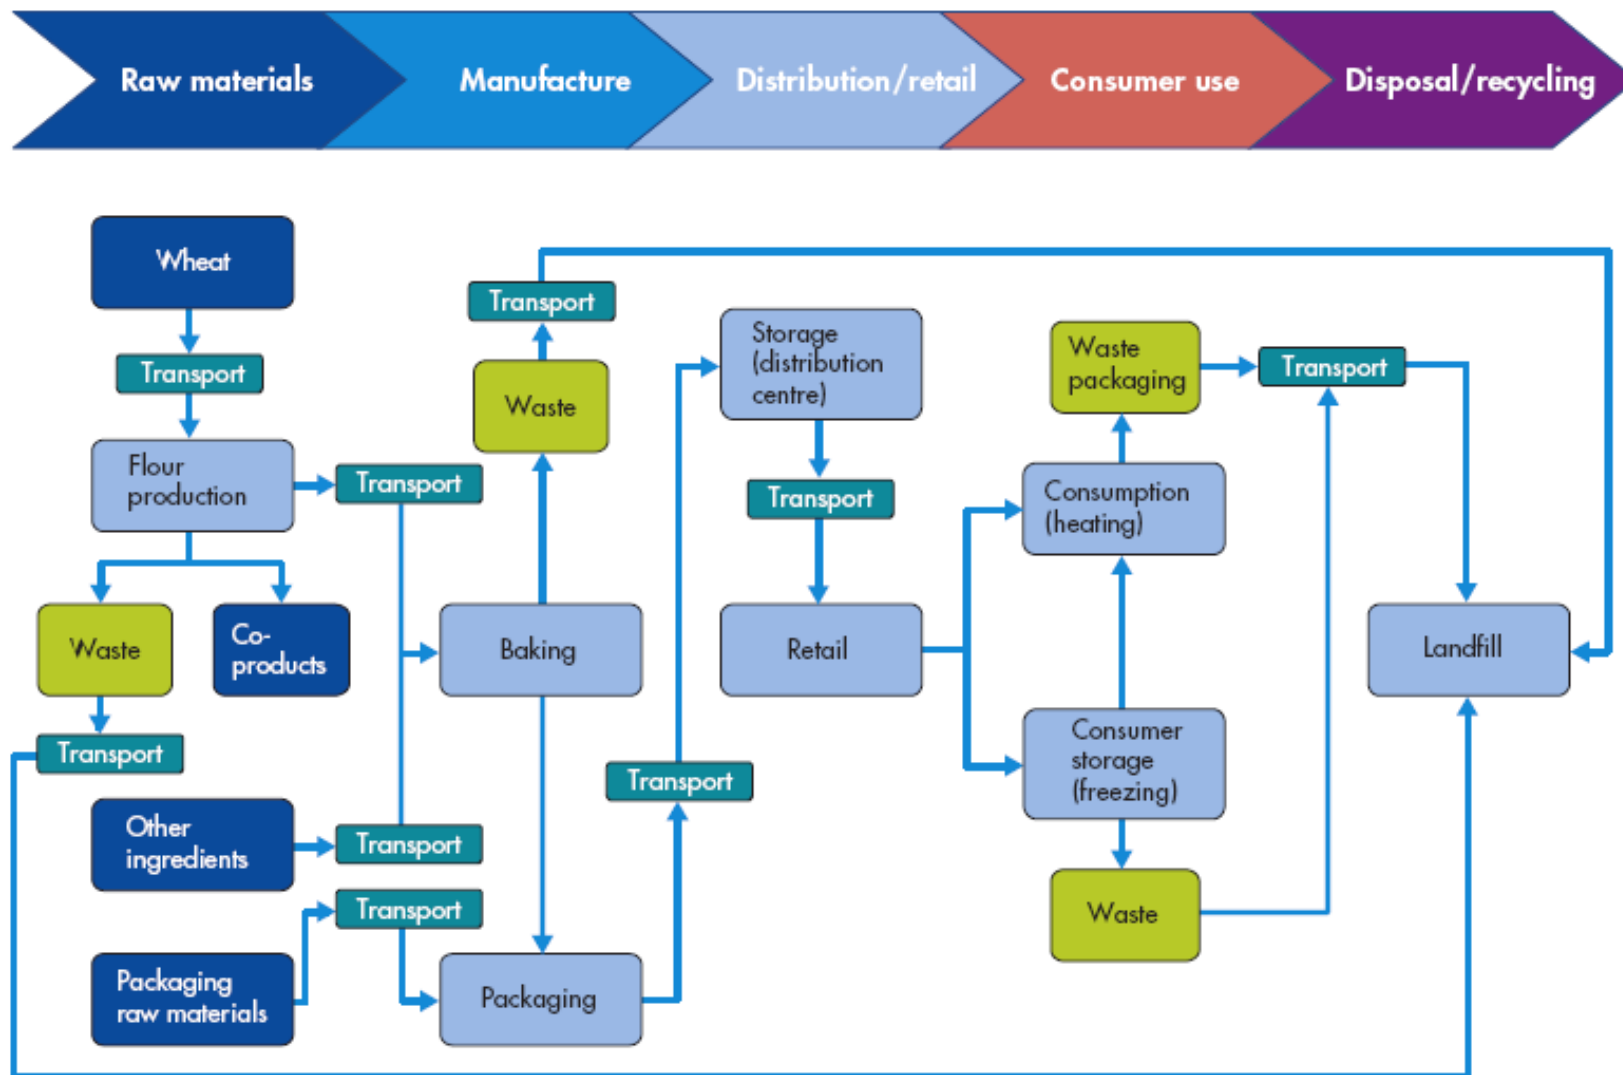 Raw materials
Manufacture
Distribution/retail
Consumer use
Disposal/recycling
Wheat
Transport
Flour
production
Transport
Waste
Co-
products
Transport
Other
ingredients
Transport
Packaging
raw materials
Transport
Transport
Waste
Baking
Packaging
Transport
Storage
(distribution
centre)
Transport
Retail
Waste
packaging
Transport
Consumption
(heating)
Consumer
storage
(freezing)
Waste
Landfill